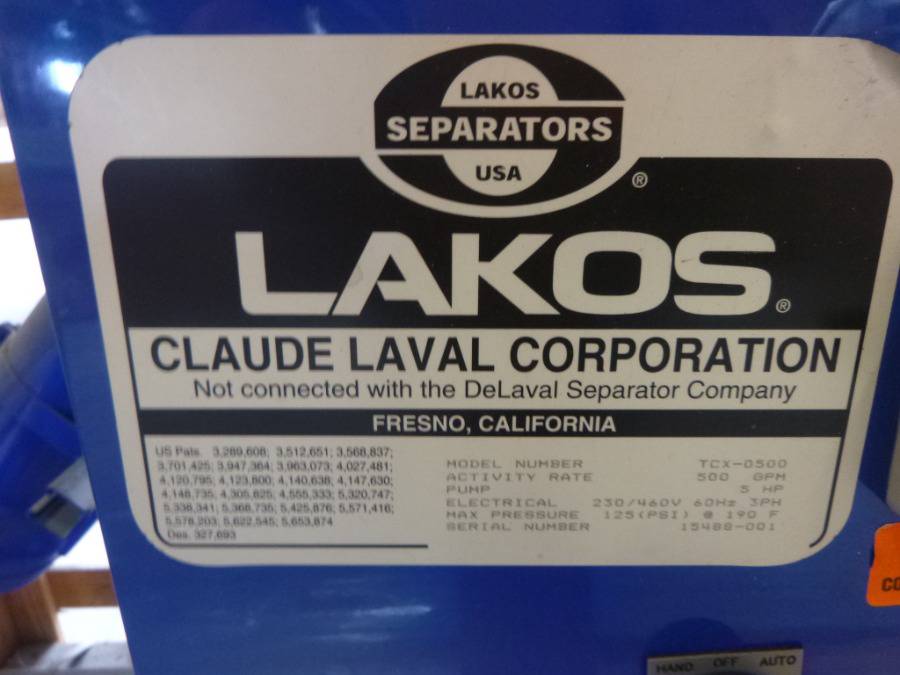 LAKOS
SEPARATORS
USA
®
LAKOS®
CLAUDE LAVAL CORPORATION
Not connected with the DeLaval Separator Company
FRESNO, CALIFORNIA
US Pats. 3,289,608; 3,512,651; 3,568,837;
3,701,425; 3,947,364; 3,963,073; 4,027,481;
4,120,795; 4,123,800; 4,140,638; 4,147,630;
4,148,735; 4,305,825; 4,555,333; 5,320,747;
5,338,341; 5,368,735; 5,425,876; 5,571,416;
5,578,203; 5,622,545; 5,653,874
Des. 327,693
MODEL NUMBER TCX-0500
ACTIVITY RATE 500 GPM
PUMP 5 HP
ELECTRICAL 230/460V 60Hz 3PH
MAX PRESSURE 125(PSI) @ 190 F
SERIAL NUMBER 15488-001
HAND OFF AUTO